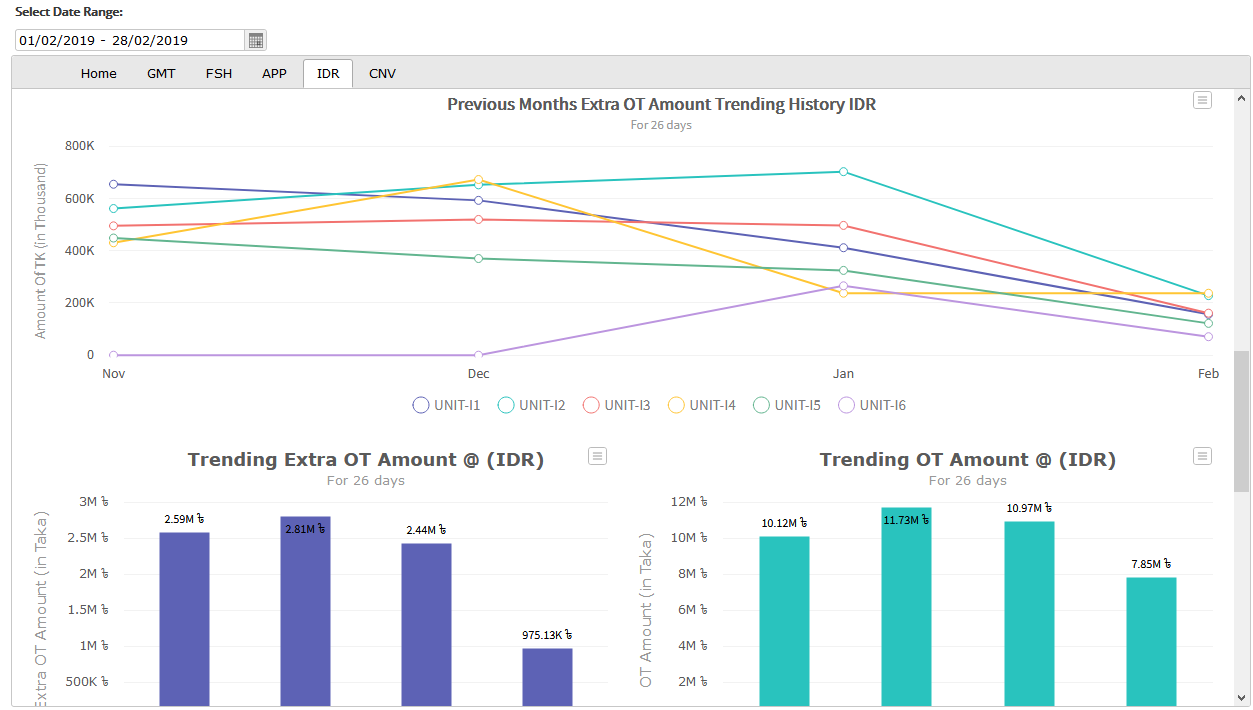 Select Date Range:
01/02/2019 - 28/02/2019
Home GMT FSH APP IDR CNV
Previous Months Extra OT Amount Trending History IDR
For 26 days
Amount Of TK (in Thousand)
800K
600K
400K
200K
0
Nov Dec Jan Feb
UNIT-I1 UNIT-I2 UNIT-I3 UNIT-I4 UNIT-I5 UNIT-I6
Trending Extra OT Amount @ (IDR)
For 26 days
Extra OT Amount (in Taka)
3M ৳
2.5M ৳
2M ৳
1.5M ৳
1M ৳
500K ৳
2.59M ৳
2.81M ৳
2.44M ৳
975.13K ৳
Trending OT Amount @ (IDR)
For 26 days
OT Amount (in Taka)
12M ৳
10M ৳
8M ৳
6M ৳
4M ৳
2M ৳
10.12M ৳
11.73M ৳
10.97M ৳
7.85M ৳